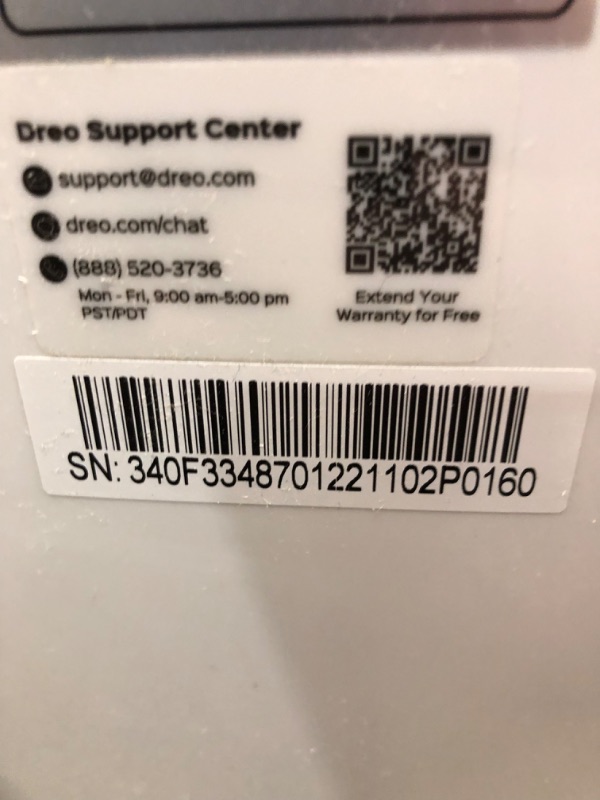 Dreo Support Center
support@dreo.com
dreo.com/chat
(888) 520-3736
Mon - Fri, 9:00 am-5:00 pm
PST/PDT
Extend Your
Warranty for Free
SN: 340F3348701221102P0160